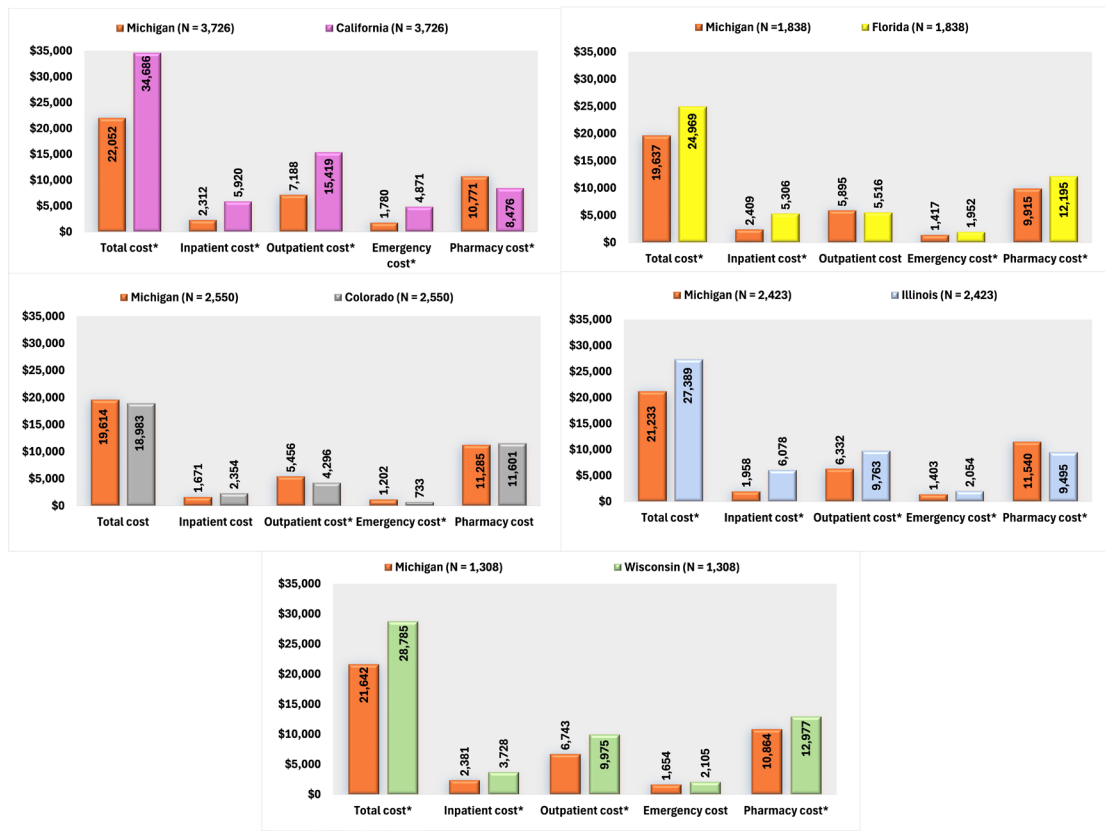 Michigan (N = 3,726) California (N = 3,726)
$35,000
$30,000
$25,000
$20,000
$15,000
$10,000
$5,000
$0
22,052 34,686 2,312 5,920 7,188 15,419 1,780 4,871 10,771 8,476
Total cost* Inpatient cost* Outpatient cost* Emergency cost* Pharmacy cost*
Michigan (N =1,838) Florida (N = 1,838)
$35,000
$30,000
$25,000
$20,000
$15,000
$10,000
$5,000
$0
19,637 24,969 2,409 5,306 5,895 5,516 1,417 1,952 9,915 12,195
Total cost* Inpatient cost* Outpatient cost Emergency cost* Pharmacy cost*
Michigan (N = 2,550) Colorado (N = 2,550)
$35,000
$30,000
$25,000
$20,000
$15,000
$10,000
$5,000
$0
19,614 18,983 1,671 2,354 5,456 4,296 1,202 733 11,285 11,601
Total cost Inpatient cost Outpatient cost* Emergency cost* Pharmacy cost
Michigan (N = 2,423) Illinois (N = 2,423)
$35,000
$30,000
$25,000
$20,000
$15,000
$10,000
$5,000
$0
21,233 27,389 1,958 6,078 6,332 9,763 1,403 2,054 11,540 9,495
Total cost* Inpatient cost* Outpatient cost* Emergency cost* Pharmacy cost*
Michigan (N = 1,308) Wisconsin (N = 1,308)
$35,000
$30,000
$25,000
$20,000
$15,000
$10,000
$5,000
$0
21,642 28,785 2,381 3,728 6,743 9,975 1,654 2,105 10,864 12,977
Total cost* Inpatient cost* Outpatient cost* Emergency cost Pharmacy cost*